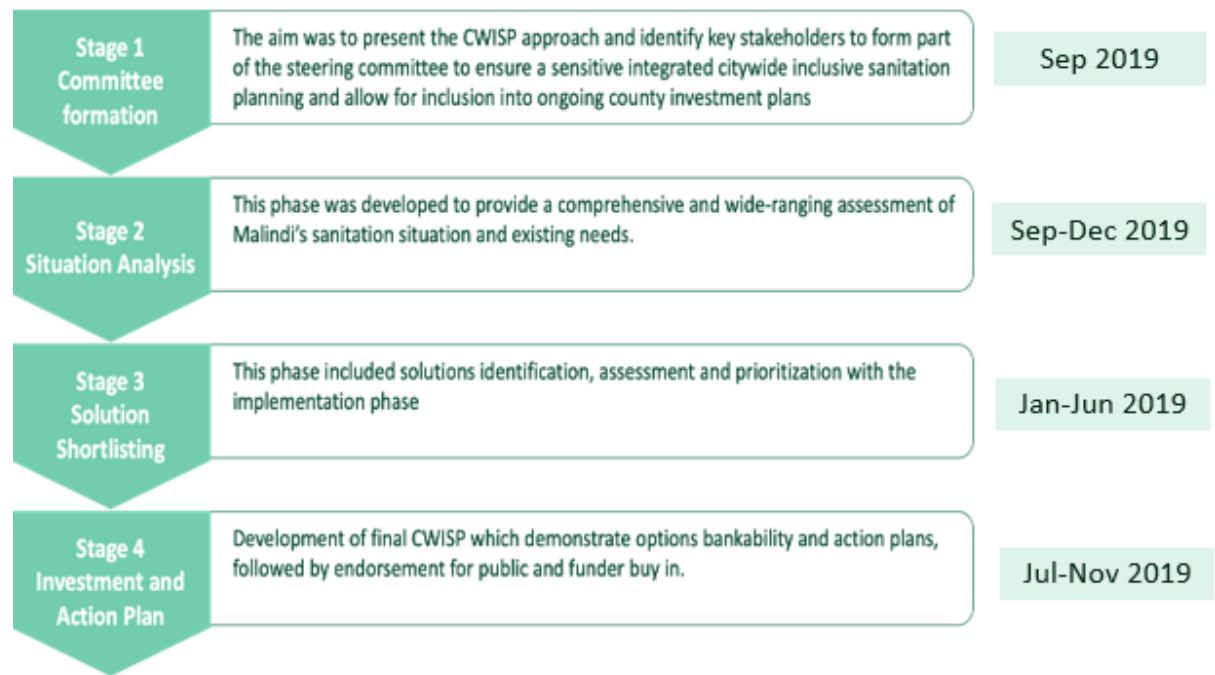 Stage 1
Committee
formation
The aim was to present the CWISP approach and identify key stakeholders to form part
of the steering committee to ensure a sensitive integrated citywide inclusive sanitation
planning and allow for inclusion into ongoing county investment plans
Sep 2019
Stage 2
Situation Analysis
This phase was developed to provide a comprehensive and wide-ranging assessment of
Malindi's sanitation situation and existing needs.
Sep-Dec 2019
Stage 3
Solution
Shortlisting
This phase included solutions identification, assessment and prioritization with the
implementation phase
Jan-Jun 2019
Stage 4
Investment and
Action Plan
Development of final CWISP which demonstrate options bankability and action plans,
followed by endorsement for public and funder buy in.
Jul-Nov 2019